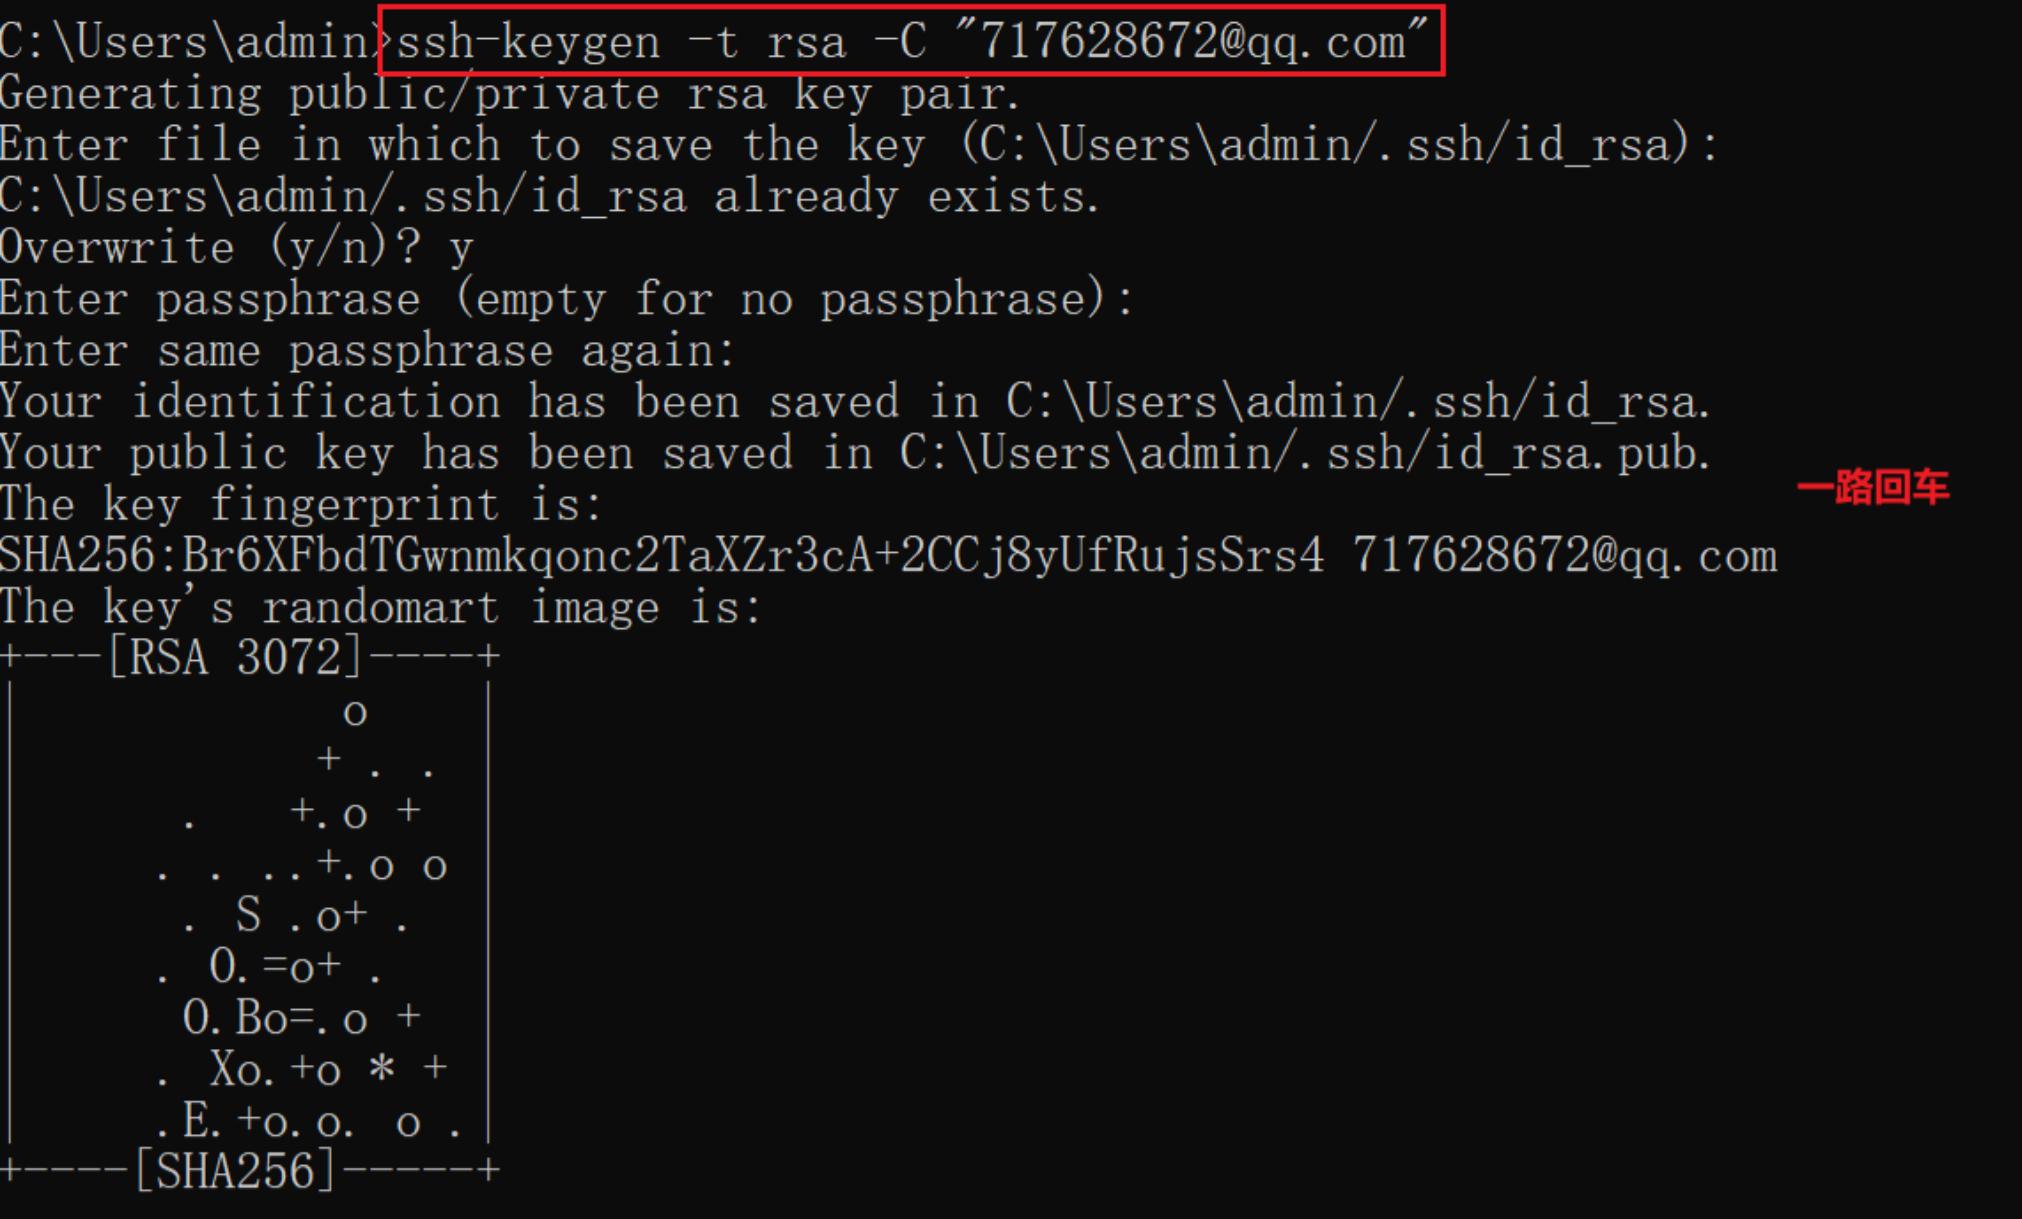 C:\Users\admin>ssh-keygen -t rsa -C "717628672@qq.com"
Generating public/private rsa key pair.
Enter file in which to save the key (C:\Users\admin/.ssh/id_rsa):
C:\Users\admin/.ssh/id_rsa already exists.
Overwrite (y/n)? y
Enter passphrase (empty for no passphrase):
Enter same passphrase again:
Your identification has been saved in C:\Users\admin/.ssh/id_rsa.
Your public key has been saved in C:\Users\admin/.ssh/id_rsa.pub.
一路回车
The key fingerprint is:
SHA256:Br6XFbdTGwnmkqonc2TaXZr3cA+2CCj8yUfRujsSrs4 717628672@qq.com
The key's randomart image is:
+---[RSA 3072]----+
|            o    |
|           + . . |
|      .   +.o +  |
|     . . ..+.o o |
|      . S .o+ .  |
|     . O.=o+ .   |
|      O.Bo=.o +  |
|     . Xo.+o * + |
|     .E.+o.o. o .|
+----[SHA256]-----+